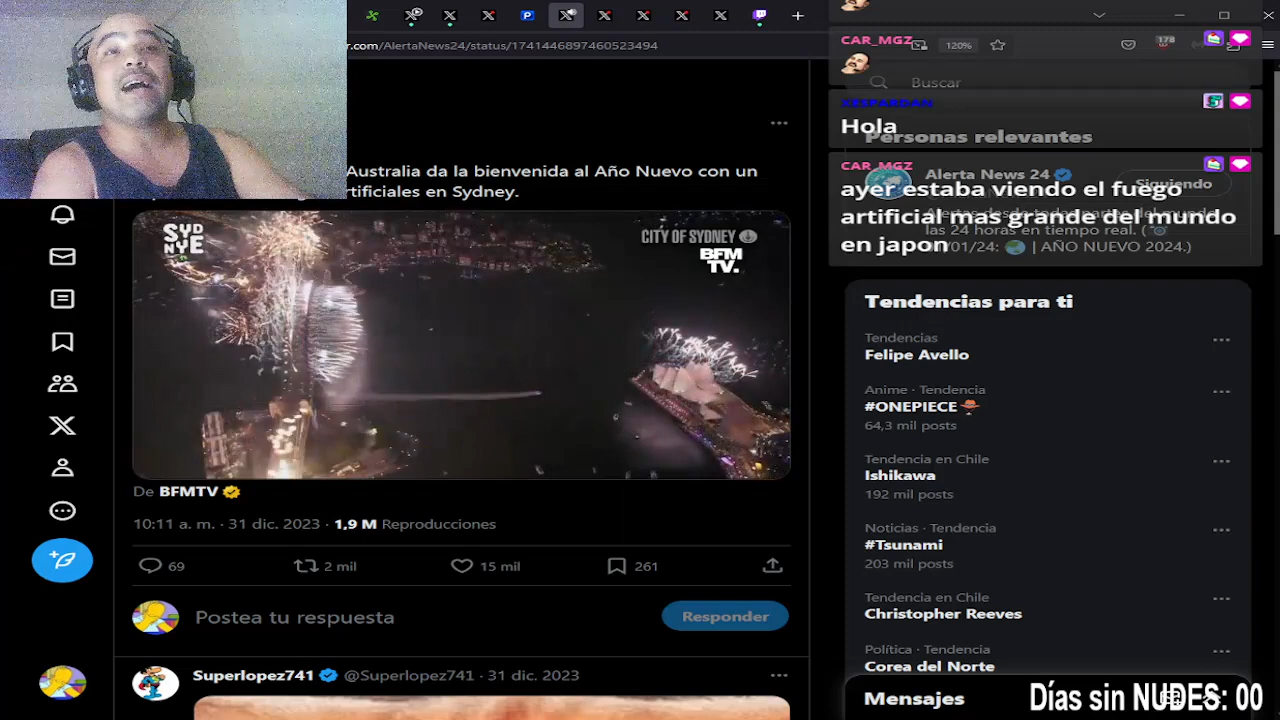 .com/AlertaNews24/status/1741446897460523494
120%
178
CAR_MGZ
Buscar
XESPARDAN
Hola
Personas relevantes
CAR_MGZ
ayer estaba viendo el fuego
artificial mas grande del mundo
en japon
Alerta News 24
Siguiendo
las 24 horas en tiempo real. (
/01/24: 🌏 | AÑO NUEVO 2024.)
Australia da la bienvenida al Año Nuevo con un
rtificiales en Sydney.
SYD
NYE
CITY OF SYDNEY
BFM
TV.
De BFMTV
10:11 a. m. · 31 dic. 2023 · 1,9 M Reproducciones
69
2 mil
15 mil
261
Postea tu respuesta
Responder
Superlopez741 @Superlopez741 · 31 dic. 2023
Tendencias para ti
Tendencias
Felipe Avello
Anime · Tendencia
#ONEPIECE
64,3 mil posts
Tendencia en Chile
Ishikawa
192 mil posts
Noticias · Tendencia
#Tsunami
203 mil posts
Tendencia en Chile
Christopher Reeves
Política · Tendencia
Corea del Norte
Mensajes
Días sin NUDES: 00